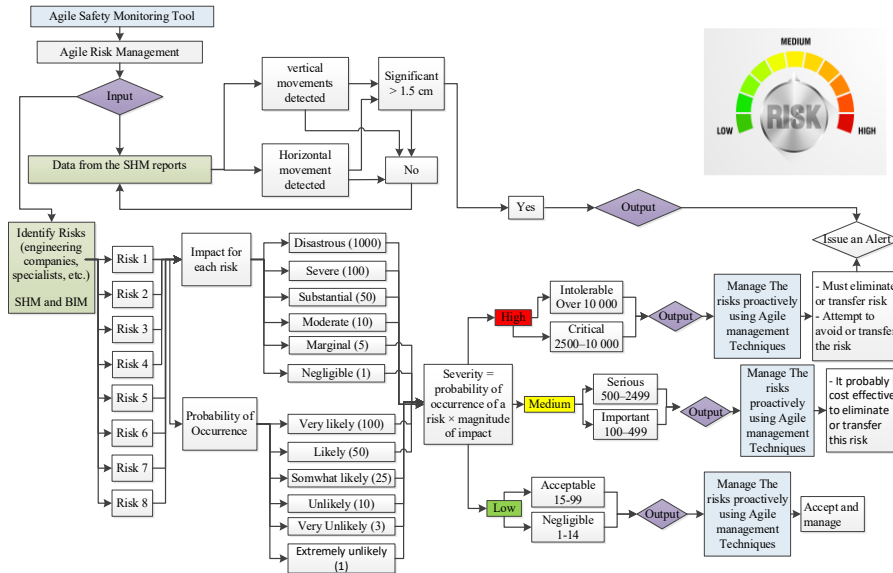 Agile Safety Monitoring Tool
Agile Risk Management
Input
Data from the SHM reports
vertical
movements
detected
Horizontal
movement
detected
Significant
> 1.5 cm
No
Yes
Output
Issue an Alert
MEDIUM
LOW
HIGH
RISK
Identify Risks
(engineering
companies,
specialists, etc.)
SHM and BIM
Risk 1
Risk 2
Risk 3
Risk 4
Risk 5
Risk 6
Risk 7
Risk 8
Impact for
each risk
Probability of
Occurrence
Disastrous (1000)
Severe (100)
Substantial (50)
Moderate (10)
Marginal (5)
Negligible (1)
Very likely (100)
Likely (50)
Somwhat likely (25)
Unlikely (10)
Very Unlikely (3)
Extremely unlikely
(1)
Severity =
probability of
occurrence of a
risk × magnitude
of impact
High
Intolerable
Over 10 000
Critical
2500–10 000
Output
Manage The
risks proactively
using Agile
management
Techniques
- Must eliminate
or transfer risk
- Attempt to
avoid or transfer
the risk
Medium
Serious
500–2499
Important
100–499
Output
Manage The
risks
proactively
using Agile
management
Techniques
- It probably
cost effective
to eliminate
or transfer
this risk
Low
Acceptable
15-99
Negligible
1-14
Output
Manage The
risks proactively
using Agile
management
Techniques
Accept and
manage